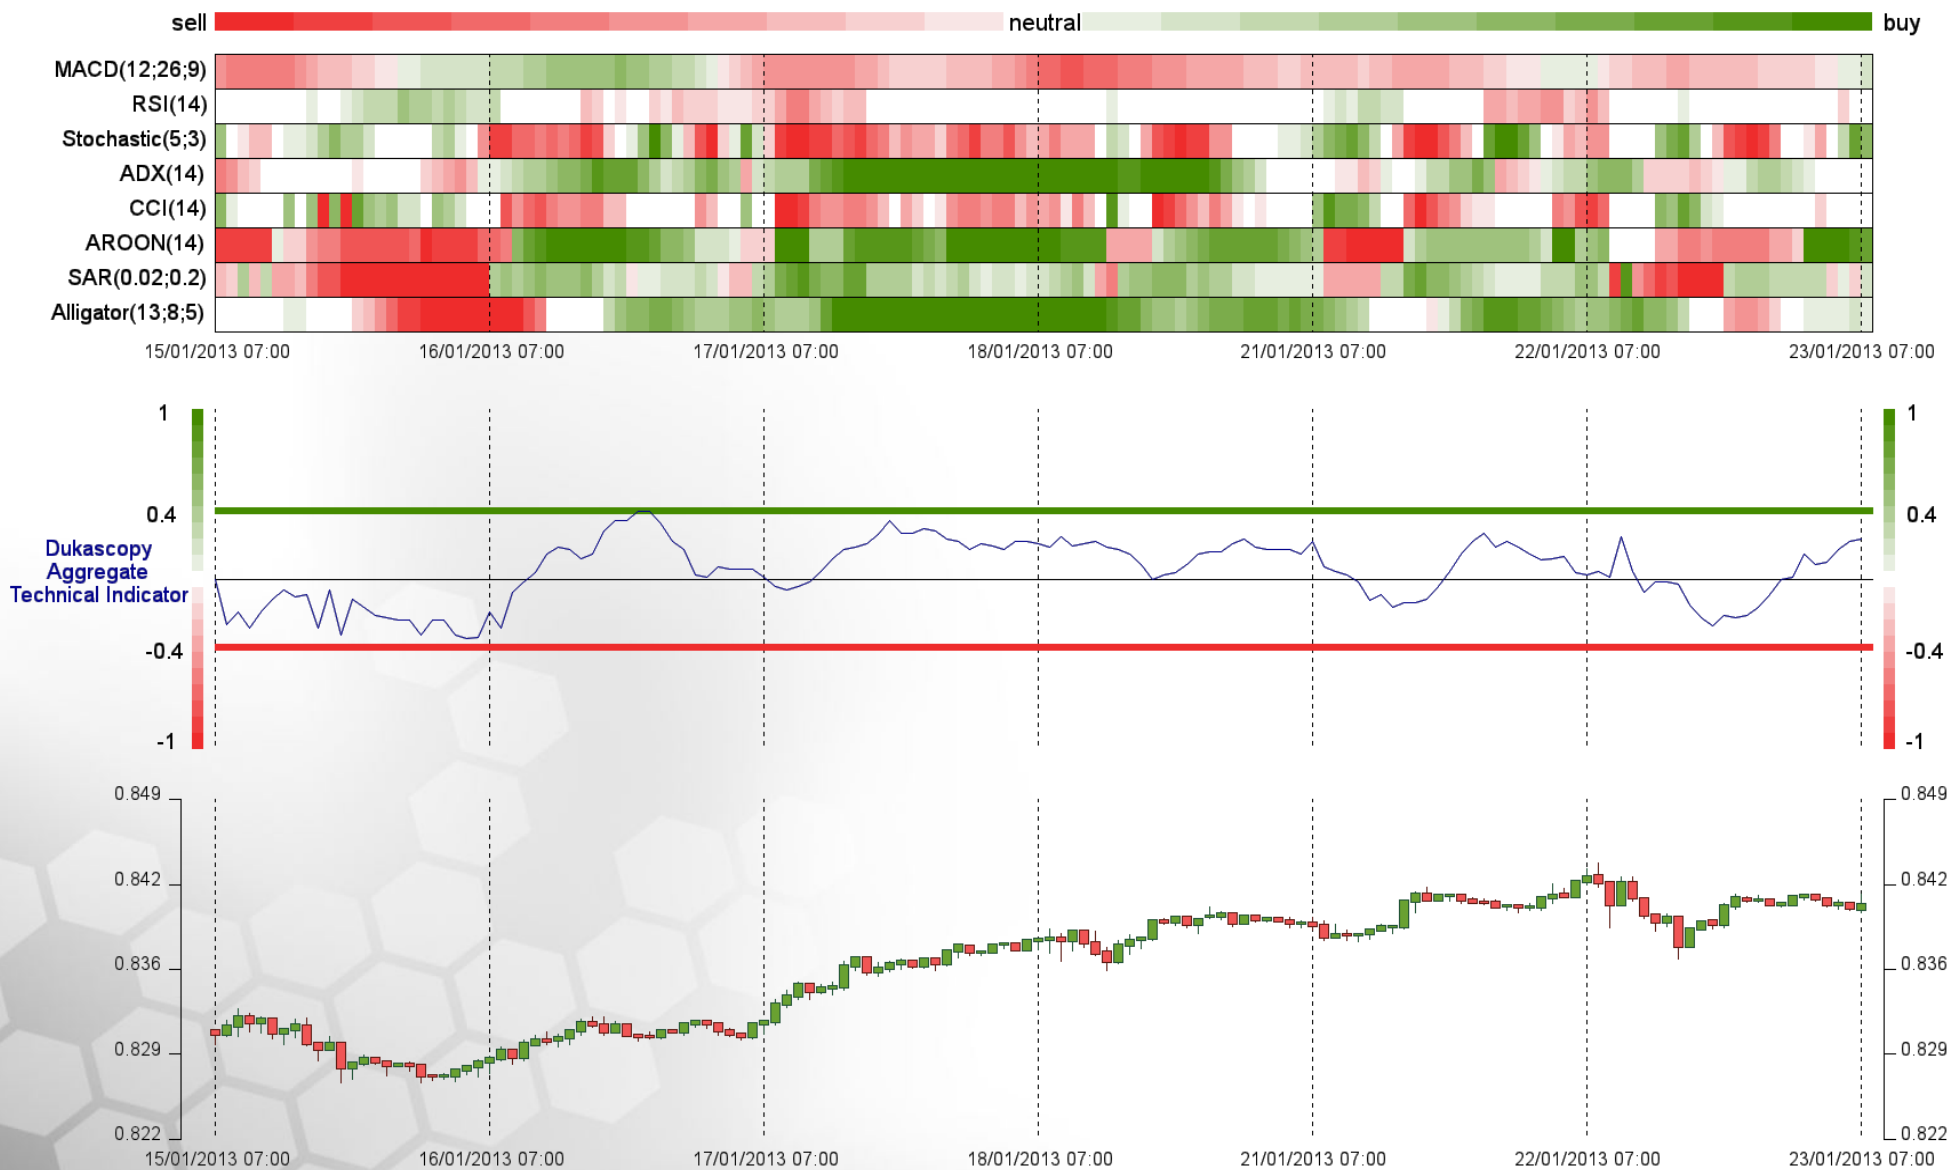 sell neutral buy
MACD(12;26;9)
RSI(14)
Stochastic(5;3)
ADX(14)
CCI(14)
AROON(14)
SAR(0.02;0.2)
Alligator(13;8;5)
15/01/2013 07:00 16/01/2013 07:00 17/01/2013 07:00 18/01/2013 07:00 21/01/2013 07:00 22/01/2013 07:00 23/01/2013 07:00
1 1
0.4 0.4
Dukascopy
Aggregate
Technical Indicator
-0.4 -0.4
-1 -1
0.849 0.849
0.842 0.842
0.836 0.836
0.829 0.829
0.822 0.822
15/01/2013 07:00 16/01/2013 07:00 17/01/2013 07:00 18/01/2013 07:00 21/01/2013 07:00 22/01/2013 07:00 23/01/2013 07:00